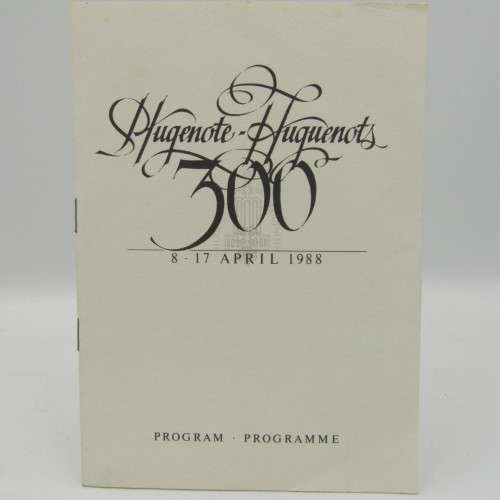 Hugenote - Huguenots
300
8 - 17 APRIL 1988
PROGRAM · PROGRAMME